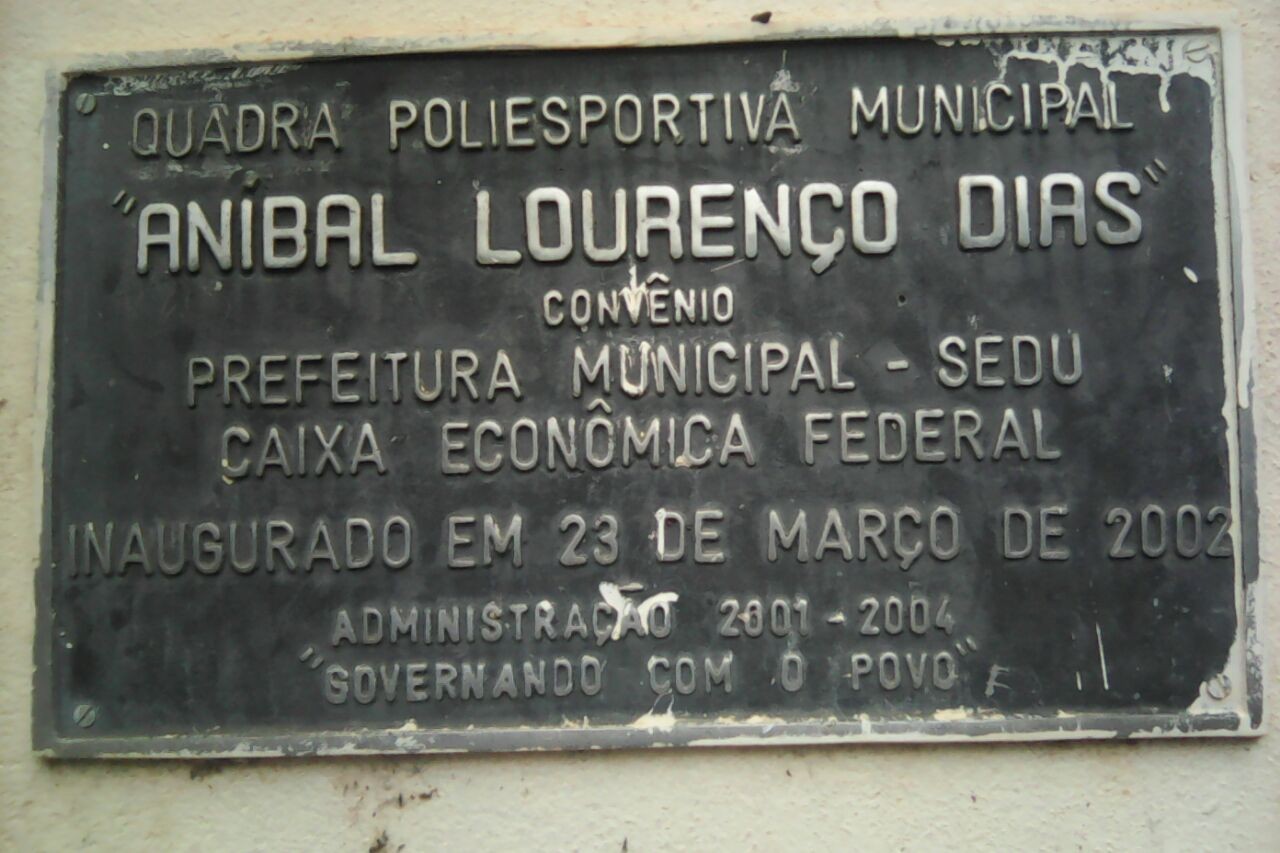 QUADRA POLIESPORTIVA MUNICIPAL
"ANÍBAL LOURENÇO DIAS"
CONVÊNIO
PREFEITURA MUNICIPAL - SEDU
CAIXA ECONÔMICA FEDERAL
INAUGURADO EM 23 DE MARÇO DE 2002
ADMINISTRAÇÃO 2001 - 2004
"GOVERNANDO COM O POVO"